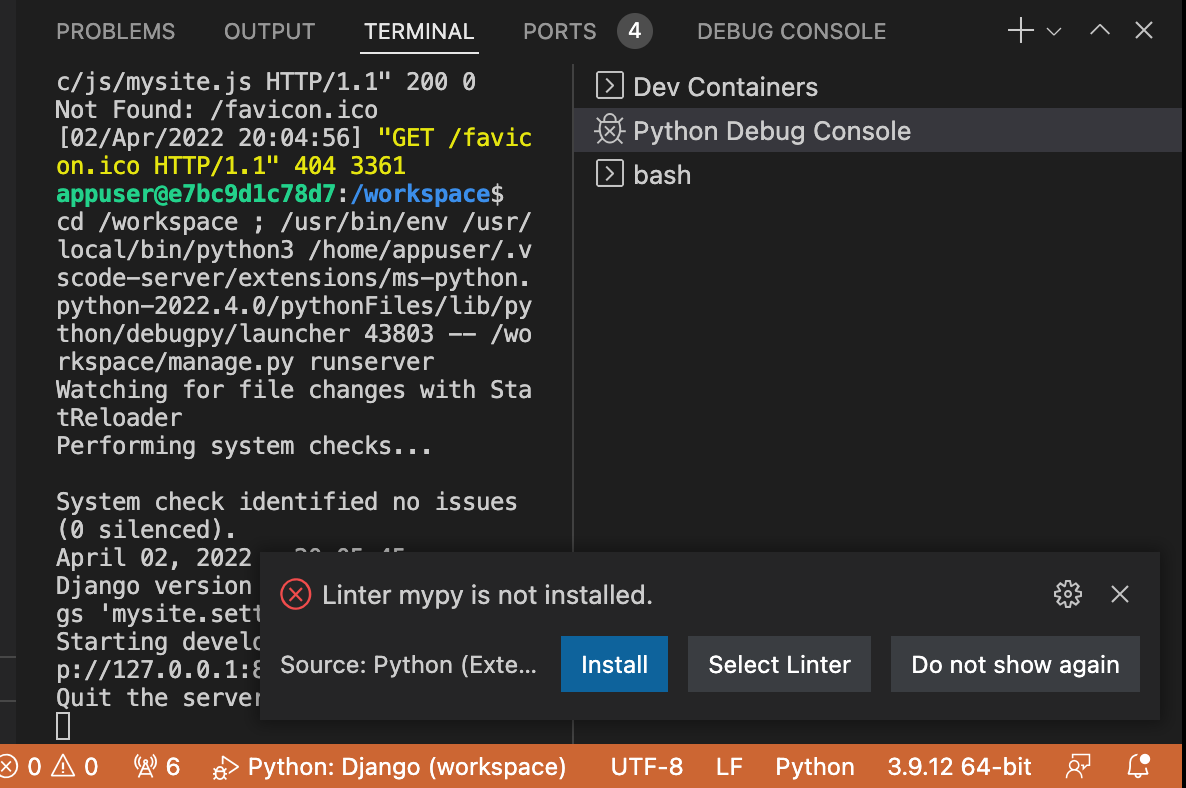 PROBLEMS OUTPUT TERMINAL PORTS 4 DEBUG CONSOLE
c/js/mysite.js HTTP/1.1" 200 0
Not Found: /favicon.ico
[02/Apr/2022 20:04:56] "GET /favic
on.ico HTTP/1.1" 404 3361
appuser@e7bc9d1c78d7:/workspace$
cd /workspace ; /usr/bin/env /usr/
local/bin/python3 /home/appuser/.v
scode-server/extensions/ms-python.
python-2022.4.0/pythonFiles/lib/py
thon/debugpy/launcher 43803 -- /wo
rkspace/manage.py runserver
Watching for file changes with Sta
tReloader
Performing system checks...
System check identified no issues
(0 silenced).
April 02, 2022
Django version
gs 'mysite.sett
Starting develo
p://127.0.0.1:8
Quit the server
Dev Containers
Python Debug Console
bash
Linter mypy is not installed.
Source: Python (Exte... Install Select Linter Do not show again
0 0 6 Python: Django (workspace) UTF-8 LF Python 3.9.12 64-bit